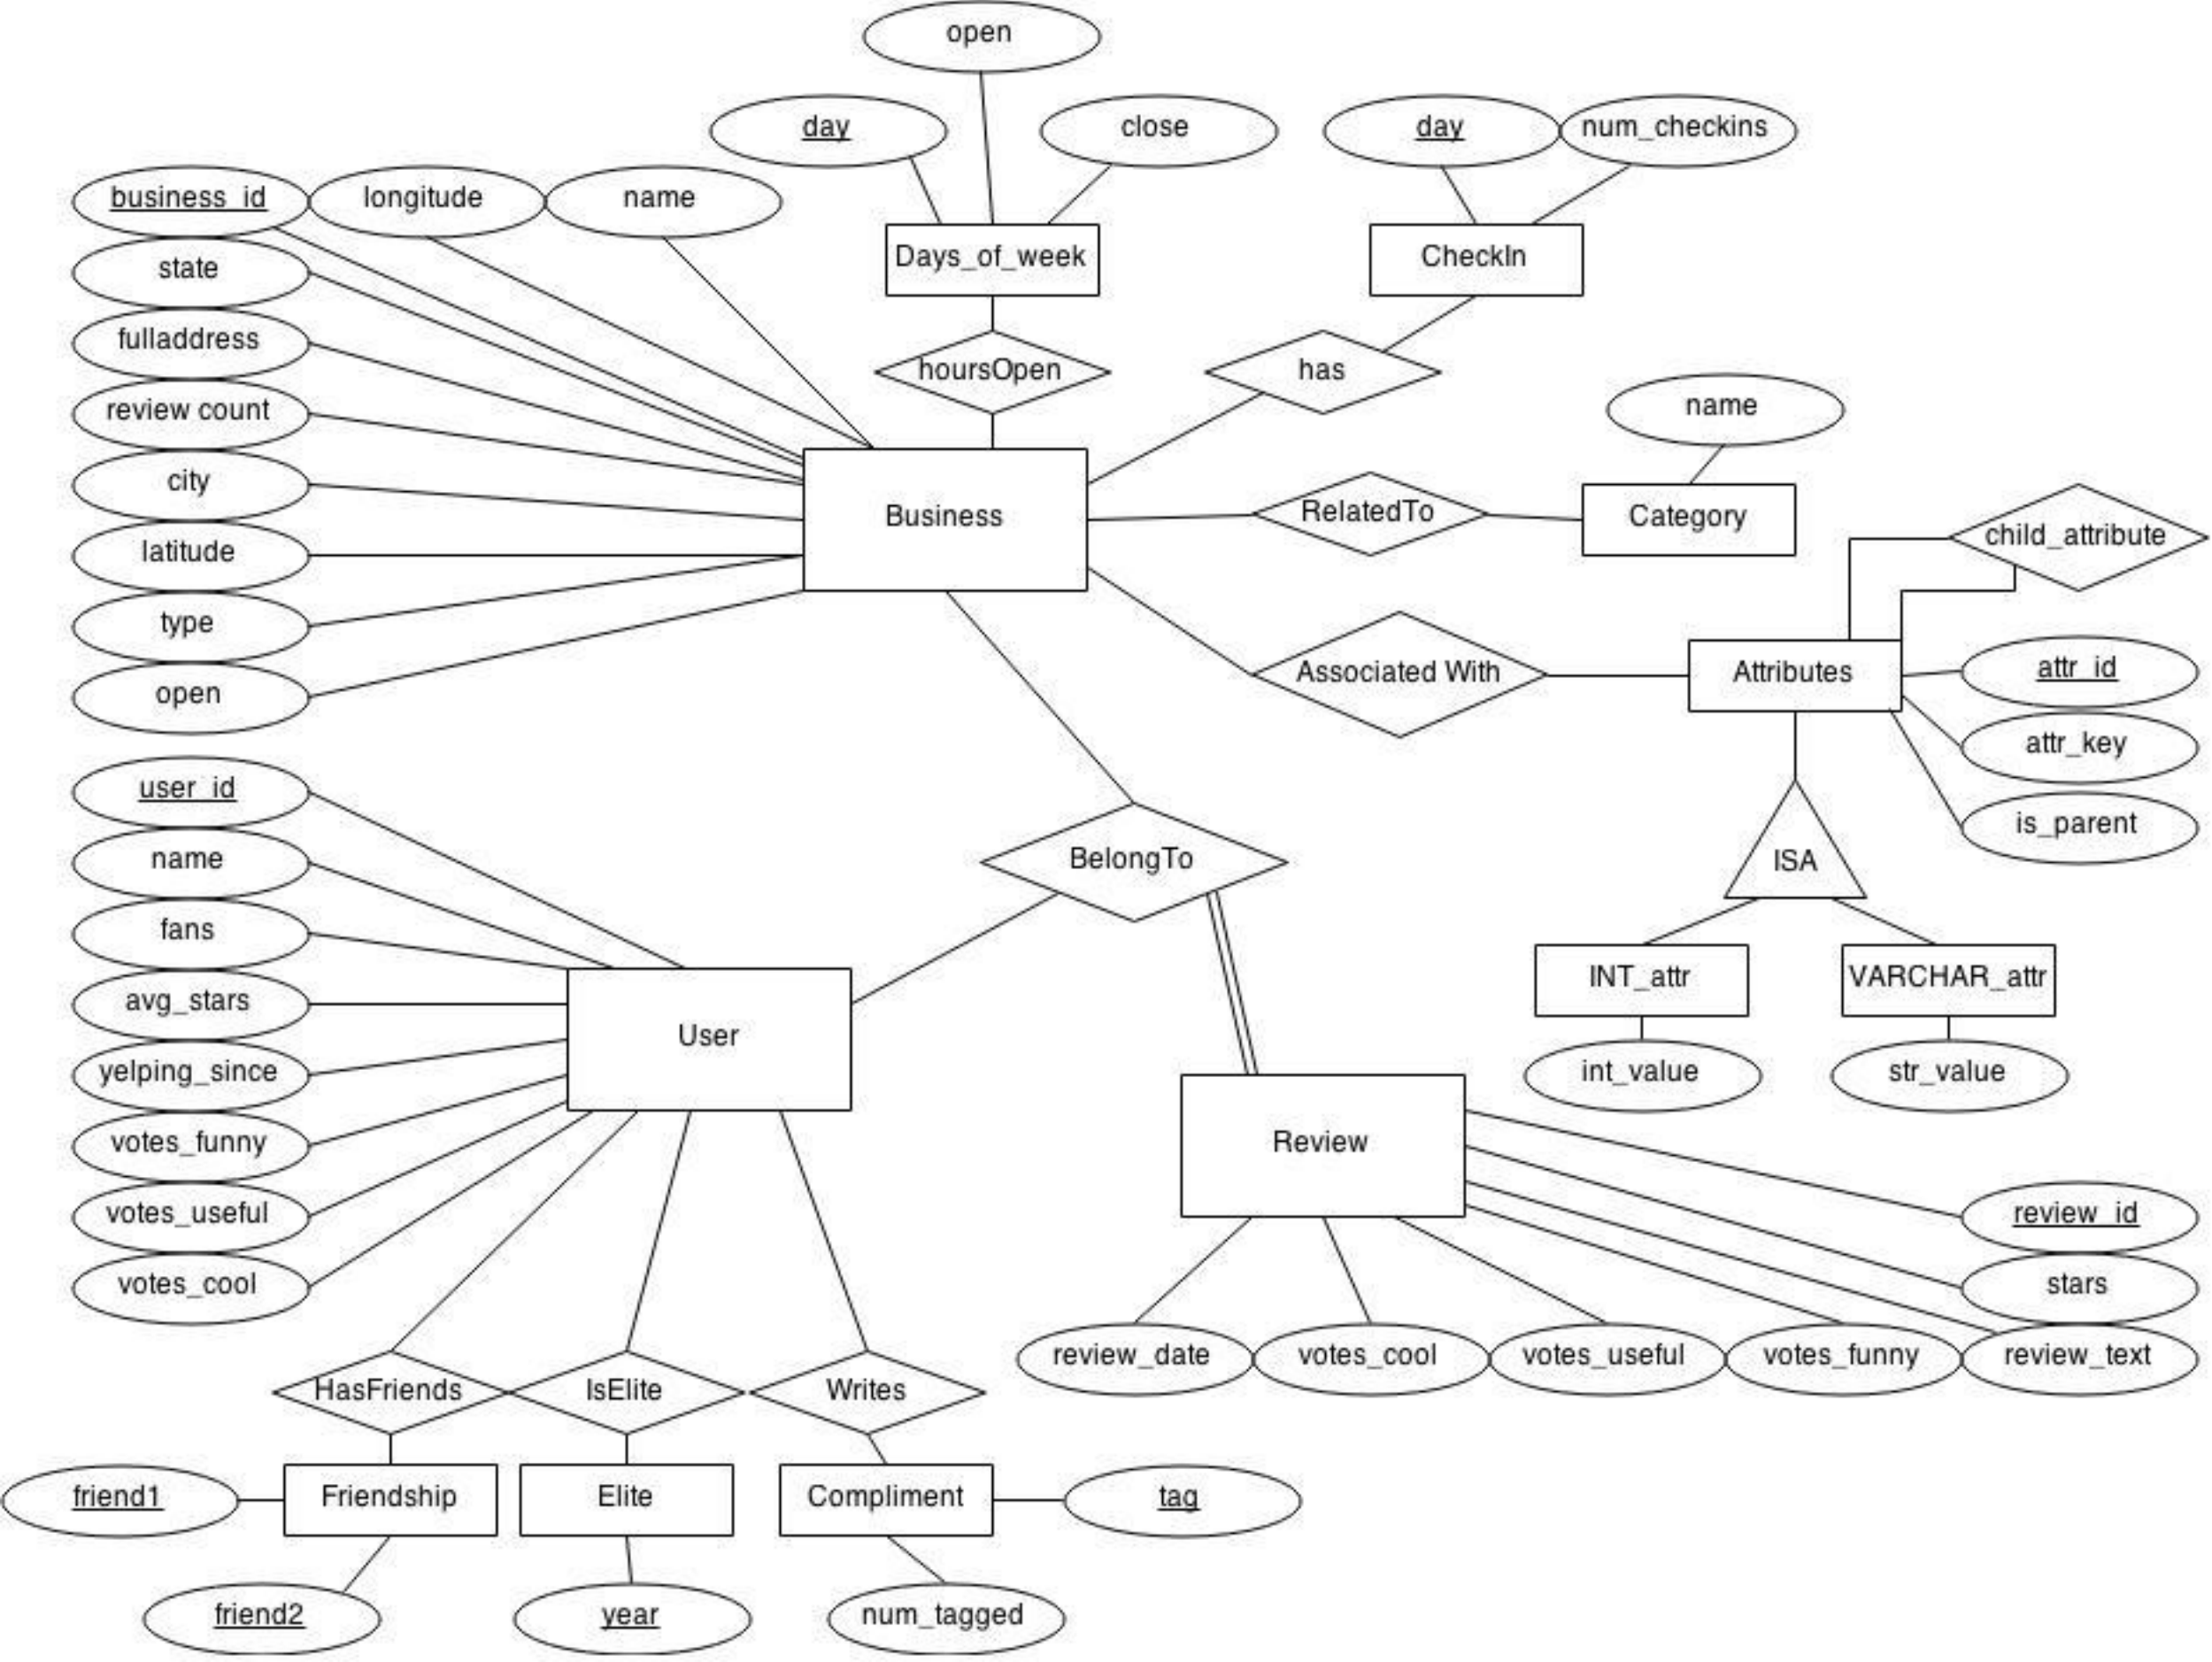 open
day
close
day
num_checkins
business_id
longitude
name
Days_of_week
CheckIn
state
fulladdress
hoursOpen
has
review count
name
city
Business
RelatedTo
Category
child_attribute
latitude
type
Associated With
Attributes
attr_id
open
attr_key
user_id
is_parent
name
BelongTo
ISA
fans
avg_stars
INT_attr
VARCHAR_attr
User
yelping_since
int_value
str_value
votes_funny
Review
votes_useful
review_id
votes_cool
stars
review_date
votes_cool
votes_useful
votes_funny
review_text
HasFriends
IsElite
Writes
friend1
Friendship
Elite
Compliment
tag
friend2
year
num_tagged